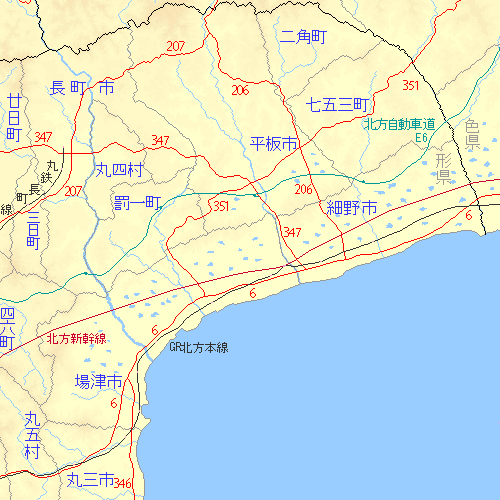 二角町
207
長町市
206
351
七五三町
廿日町
北方自動車道
E6
色県
347
347
平板市
丸鉄
丸四村
形県
長町線
207
罰一町
206
351
細野市
6
三日町
347
6
四八町
6
北方新幹線
GR北方本線
場津市
6
丸五村
丸三市
346